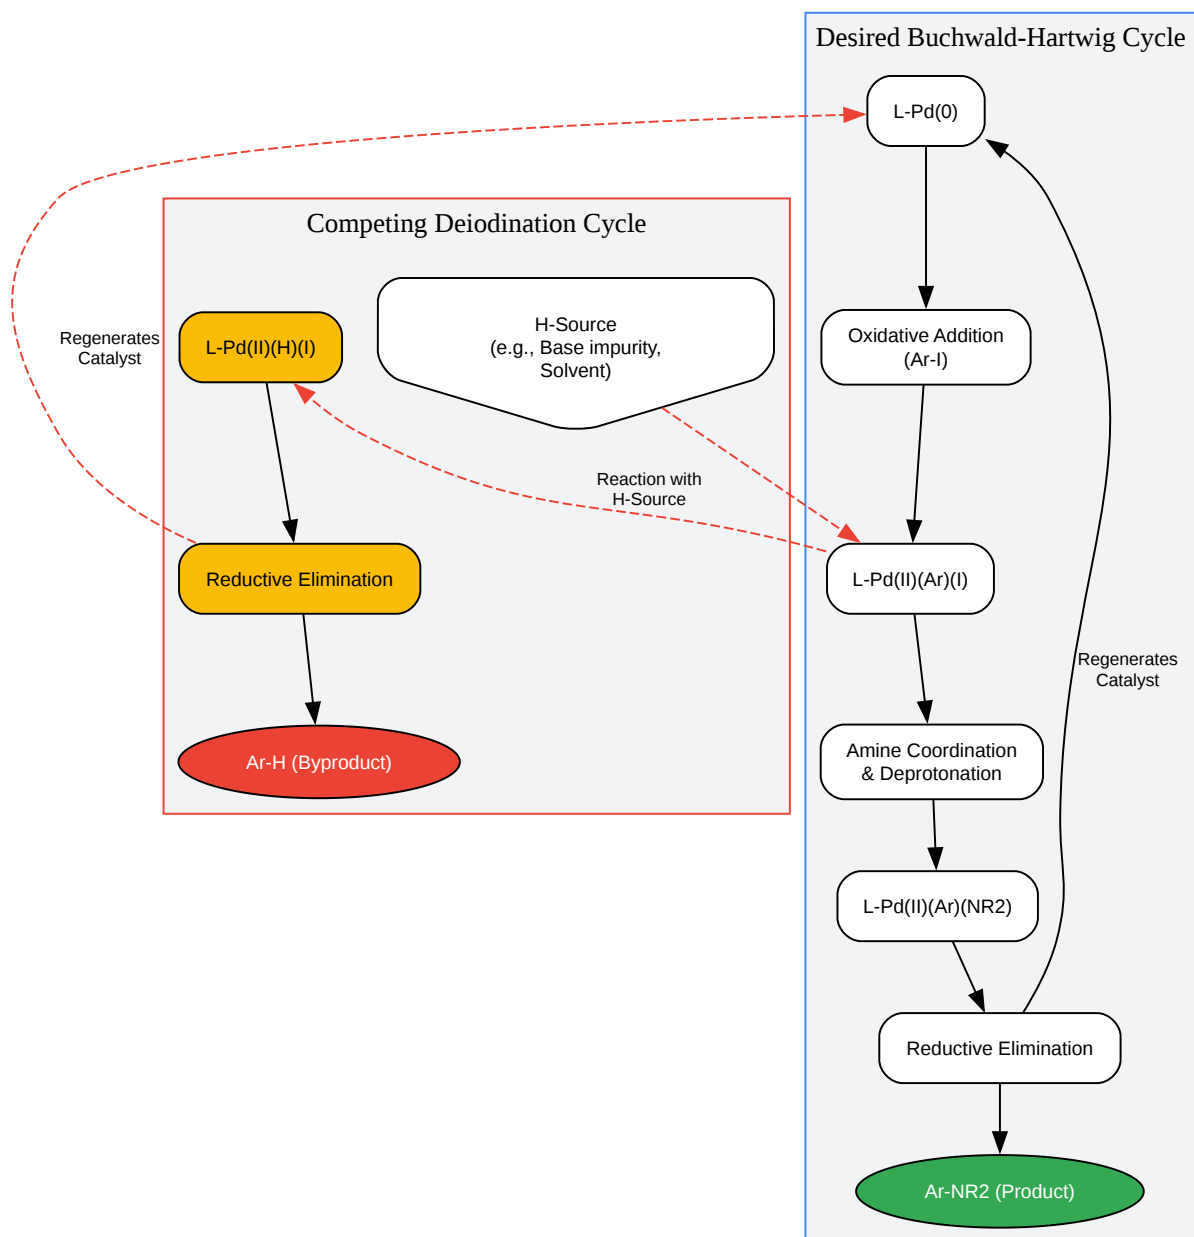 Desired Buchwald-Hartwig Cycle
L-Pd(0)
Competing Deiodination Cycle
H-Source
(e.g., Base impurity,
Solvent)
L-Pd(II)(H)(I)
Regenerates
Catalyst
Oxidative Addition
(Ar-I)
Reaction with
H-Source
Reductive Elimination
L-Pd(II)(Ar)(I)
Regenerates
Catalyst
Ar-H (Byproduct)
Amine Coordination
& Deprotonation
L-Pd(II)(Ar)(NR2)
Reductive Elimination
Ar-NR2 (Product)